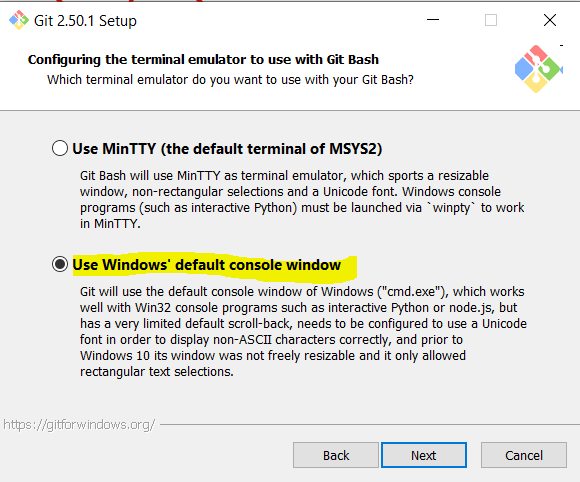 Git 2.50.1 Setup
Configuring the terminal emulator to use with Git Bash
Which terminal emulator do you want to use with your Git Bash?
Use MinTTY (the default terminal of MSYS2)
Git Bash will use MinTTY as terminal emulator, which sports a resizable
window, non-rectangular selections and a Unicode font. Windows console
programs (such as interactive Python) must be launched via `winpty` to work
in MinTTY.
Use Windows' default console window
Git will use the default console window of Windows ("cmd.exe"), which works
well with Win32 console programs such as interactive Python or node.js, but
has a very limited default scroll-back, needs to be configured to use a Unicode
font in order to display non-ASCII characters correctly, and prior to
Windows 10 its window was not freely resizable and it only allowed
rectangular text selections.
https://gitforwindows.org/
Back
Next
Cancel